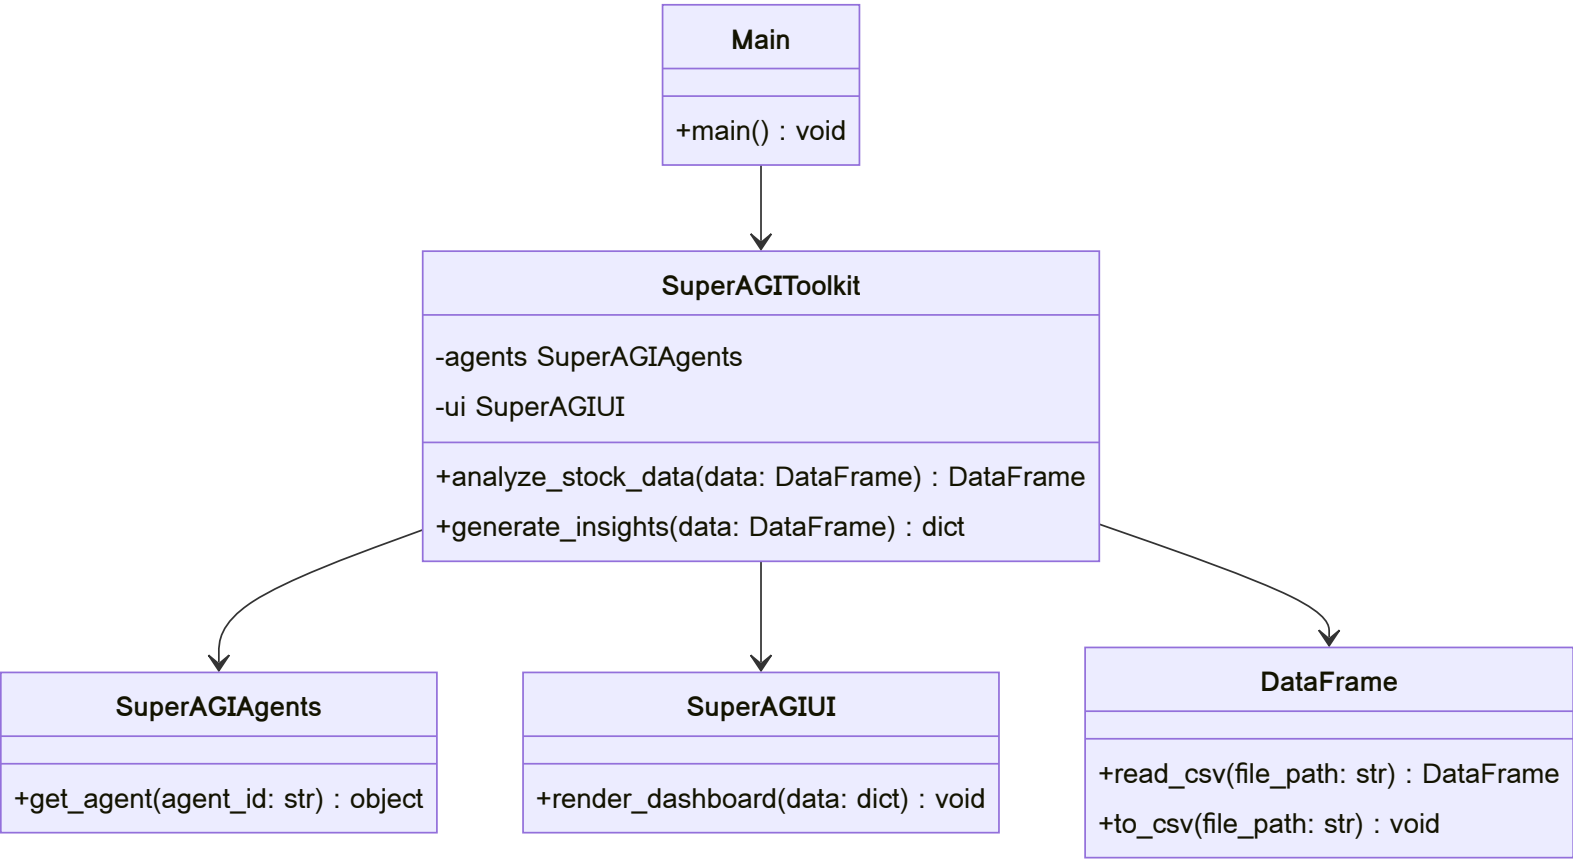 Main
+main() : void
SuperAGIToolkit
-agents SuperAGIAgents
-ui SuperAGIUI
+analyze_stock_data(data: DataFrame) : DataFrame
+generate_insights(data: DataFrame) : dict
SuperAGIAgents
+get_agent(agent_id: str) : object
SuperAGIUI
+render_dashboard(data: dict) : void
DataFrame
+read_csv(file_path: str) : DataFrame
+to_csv(file_path: str) : void